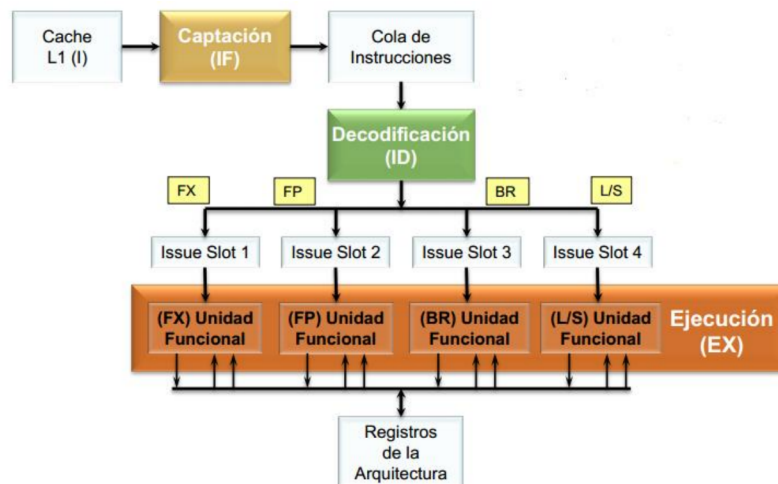 Cache
L1 (I)
Captación
(IF)
Cola de
Instrucciones
Decodificación
(ID)
FX
FP
BR
L/S
Issue Slot 1
Issue Slot 2
Issue Slot 3
Issue Slot 4
(FX) Unidad
Funcional
(FP) Unidad
Funcional
(BR) Unidad
Funcional
(L/S) Unidad
Funcional
Ejecución
(EX)
Registros
de la
Arquitectura